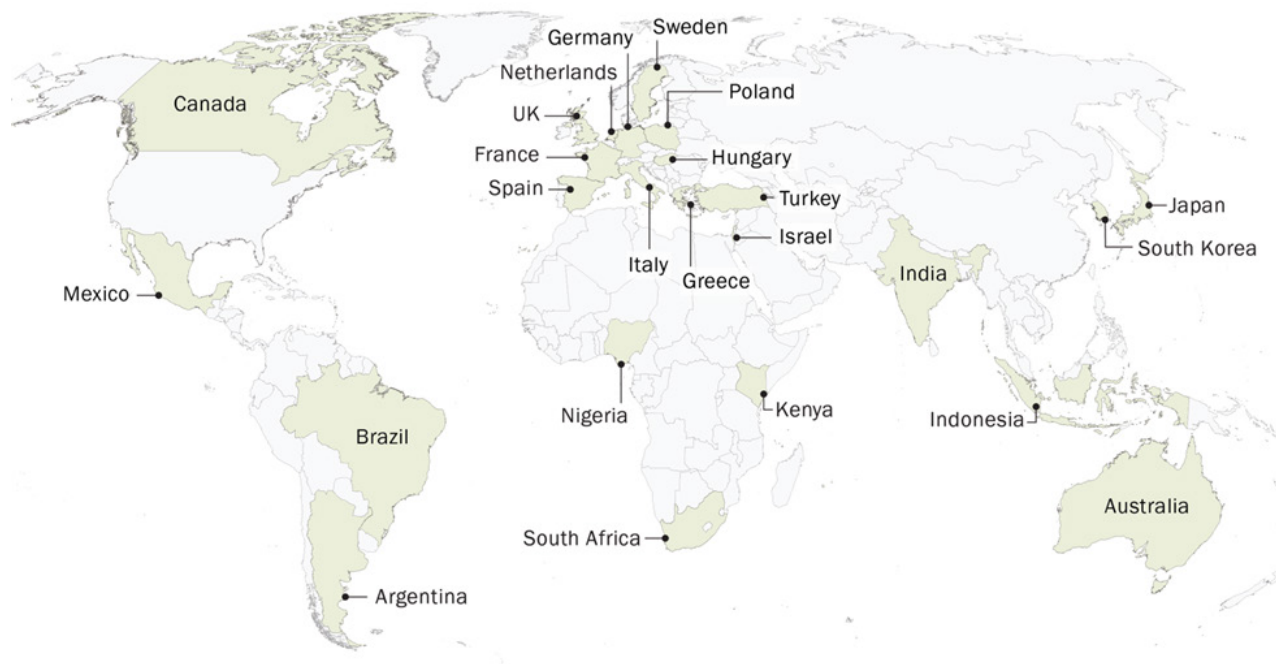 Sweden
Germany
Netherlands
Canada
Poland
UK
France
Hungary
Spain
Turkey
Japan
Israel
South Korea
Italy
India
Greece
Mexico
Nigeria
Kenya
Indonesia
Brazil
Australia
South Africa
Argentina